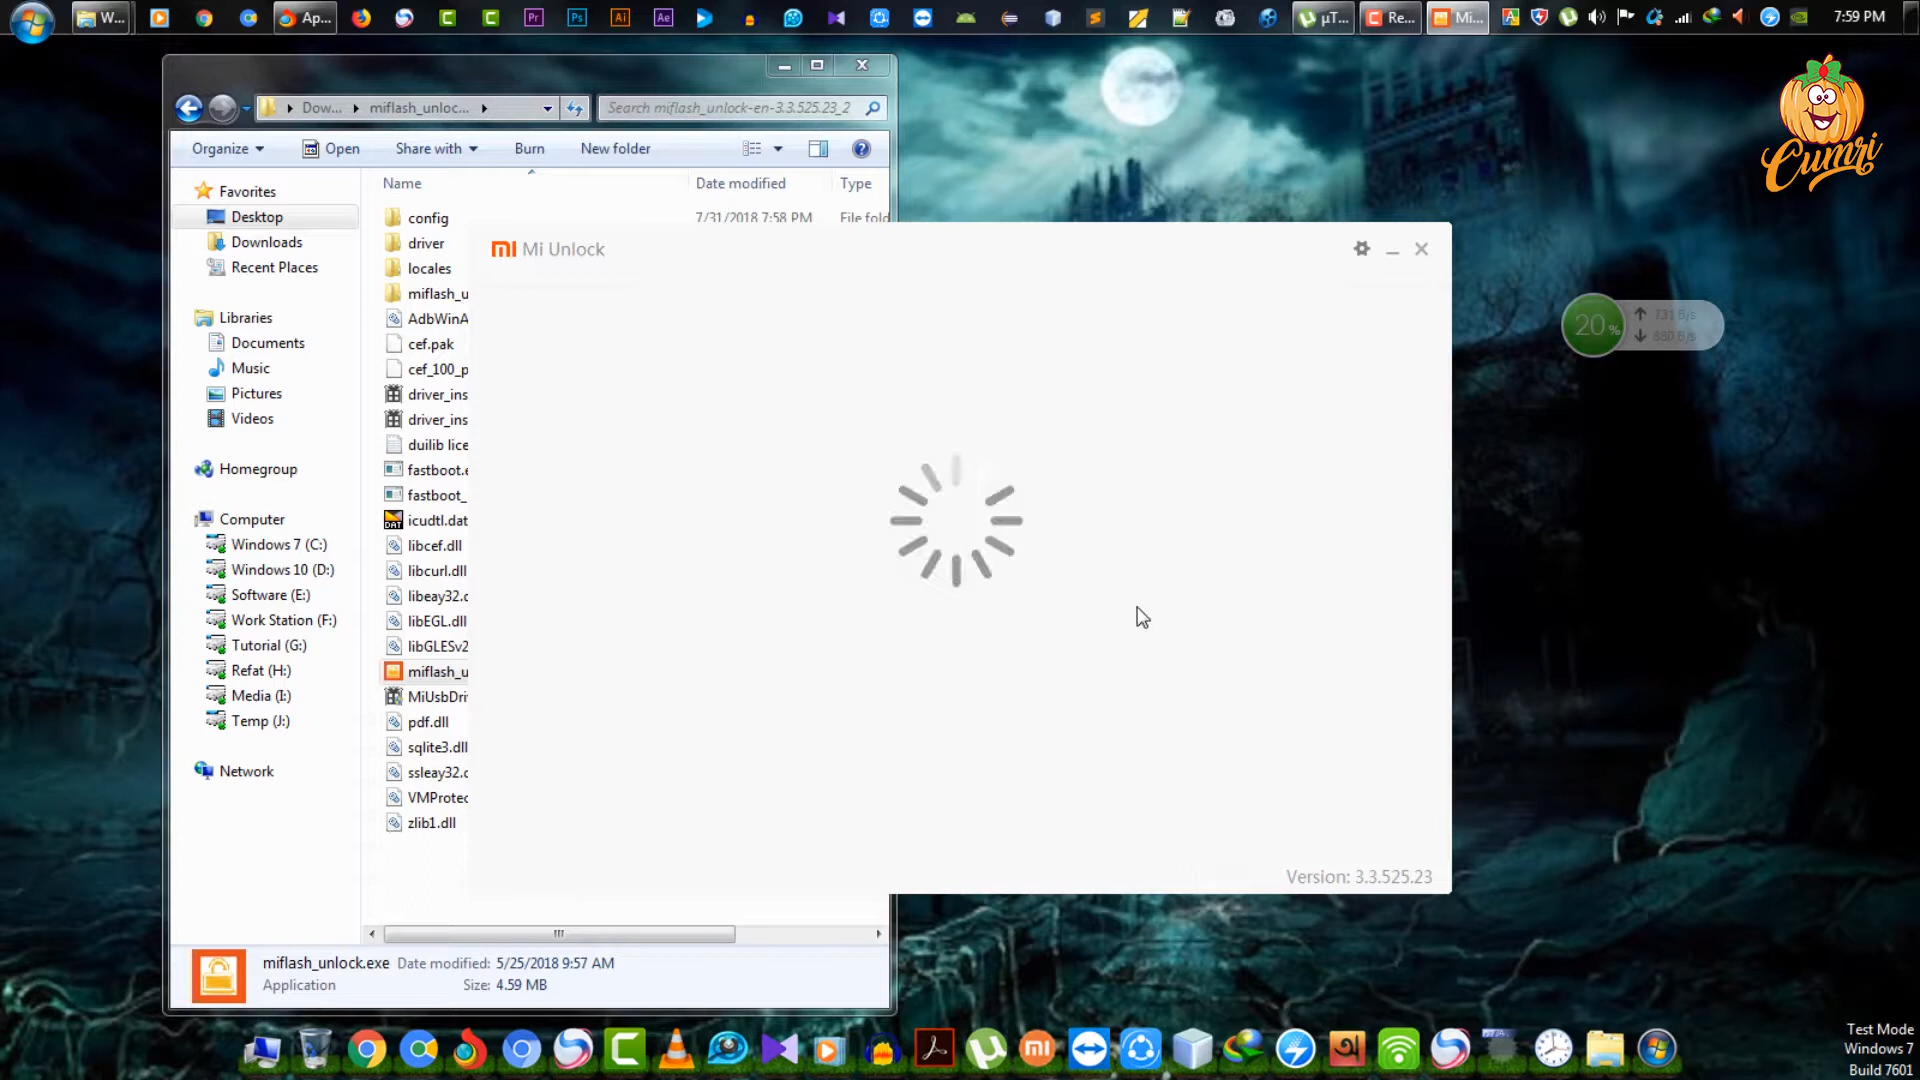 W...
Ap...
Pr
Ps
Ai
Ae
µT...
Re...
Mi...
7:59 PM
Cumri
Dow...
miflash_unloc...
Search miflash_unlock-en-3.3.525.23_2
Organize
Open
Share with
Burn
New folder
Name
Date modified
Type
Favorites
Desktop
Downloads
Recent Places
Libraries
Documents
Music
Pictures
Videos
Homegroup
Computer
Windows 7 (C:)
Windows 10 (D:)
Software (E:)
Work Station (F:)
Tutorial (G:)
Refat (H:)
Media (I:)
Temp (J:)
Network
config
7/31/2018 7:58 PM
File fold
driver
locales
miflash_u
AdbWinA
cef.pak
cef_100_p
driver_ins
driver_ins
duilib lice
fastboot.e
fastboot_
icudtl.dat
libcef.dll
libcurl.dll
libeay32.c
libEGL.dll
libGLESv2
miflash_u
MiUsbDri
pdf.dll
sqlite3.dll
ssleay32.c
VMProtec
zlib1.dll
Mi Unlock
Version: 3.3.525.23
20%
731 B/s
880 B/s
miflash_unlock.exe
Date modified: 5/25/2018 9:57 AM
Application
Size: 4.59 MB
Test Mode
Windows 7
Build 7601